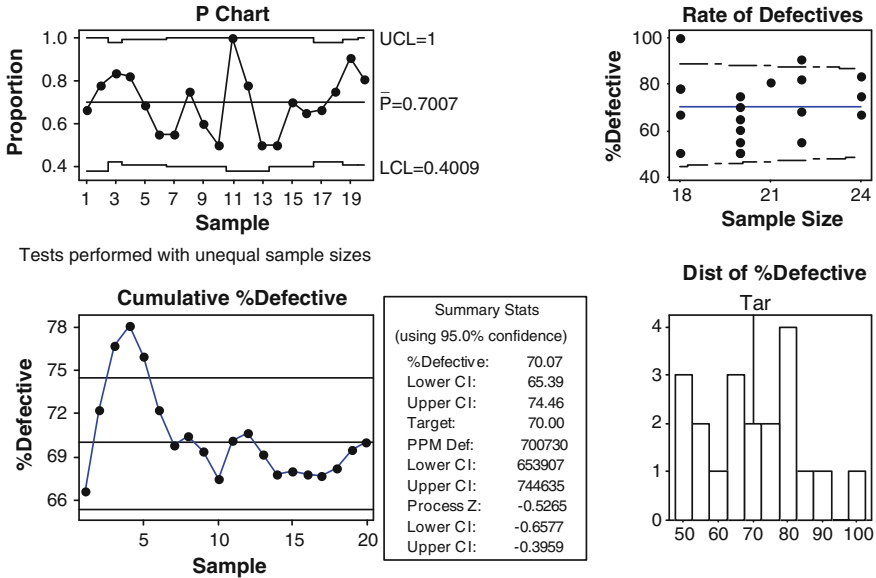 P Chart
1.0
0.8
0.6
0.4
Proportion
UCL=1
P̄=0.7007
LCL=0.4009
1 3 5 7 9 11 13 15 17 19
Sample
Tests performed with unequal sample sizes
Rate of Defectives
100
80
60
40
%Defective
18 21 24
Sample Size
Cumulative %Defective
78
75
72
69
66
%Defective
5 10 15 20
Sample
Summary Stats
(using 95.0% confidence)
%Defective: 70.07
Lower CI: 65.39
Upper CI: 74.46
Target: 70.00
PPM Def: 700730
Lower CI: 653907
Upper CI: 744635
Process Z: -0.5265
Lower CI: -0.6577
Upper CI: -0.3959
Dist of %Defective
Tar
4
3
2
1
0
50 60 70 80 90 100